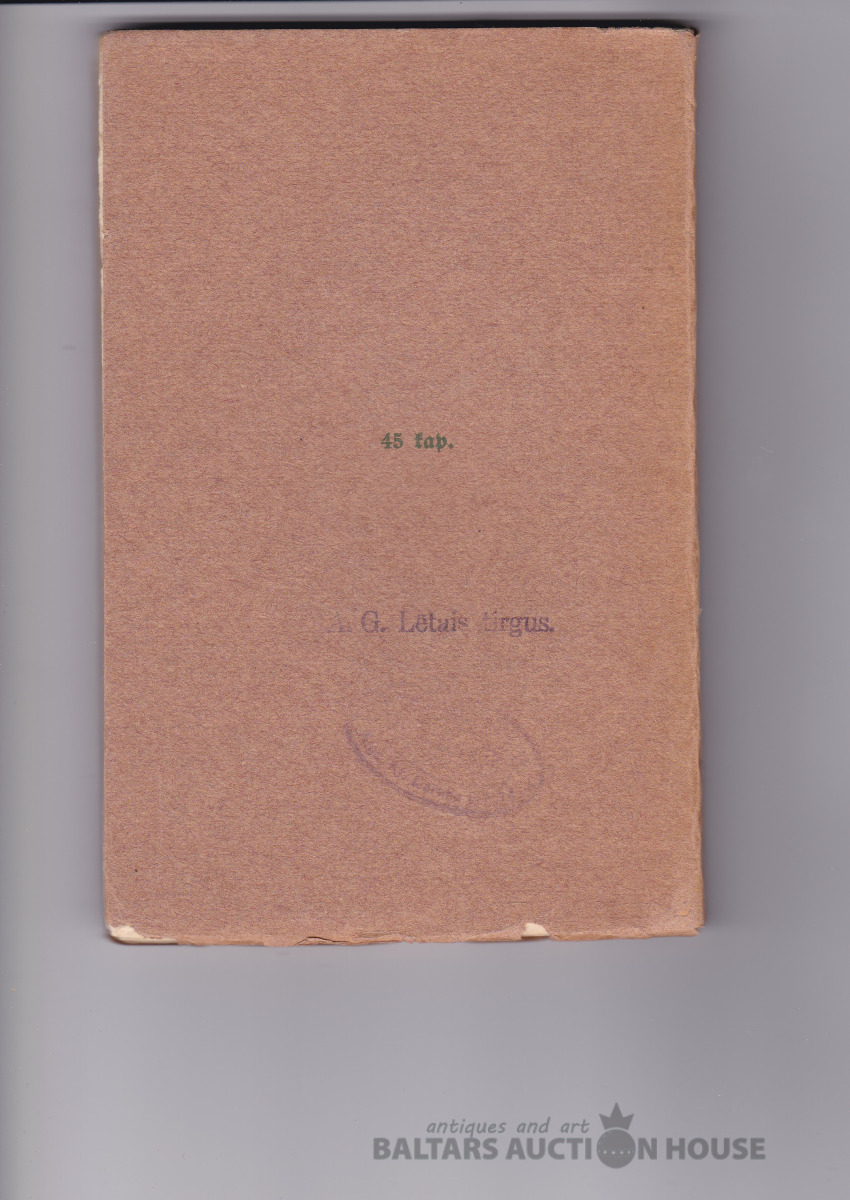 45 kap.
G. Lētais tirgus.
antiques and art
BALTARS AUCTION HOUSE